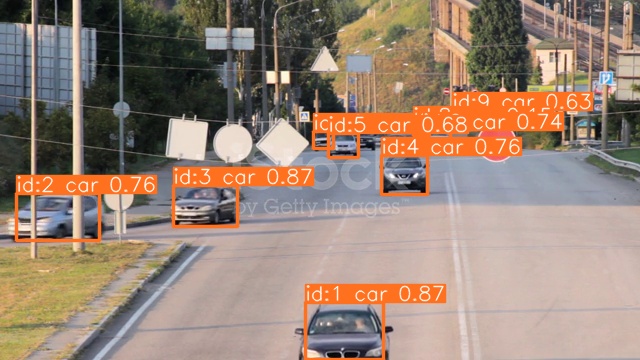 id:9 car 0.63
car 0.74
id:5 car 0.68
id:4 car 0.76
id:2 car 0.76
id:3 car 0.87
by Getty Images
id:1 car 0.87